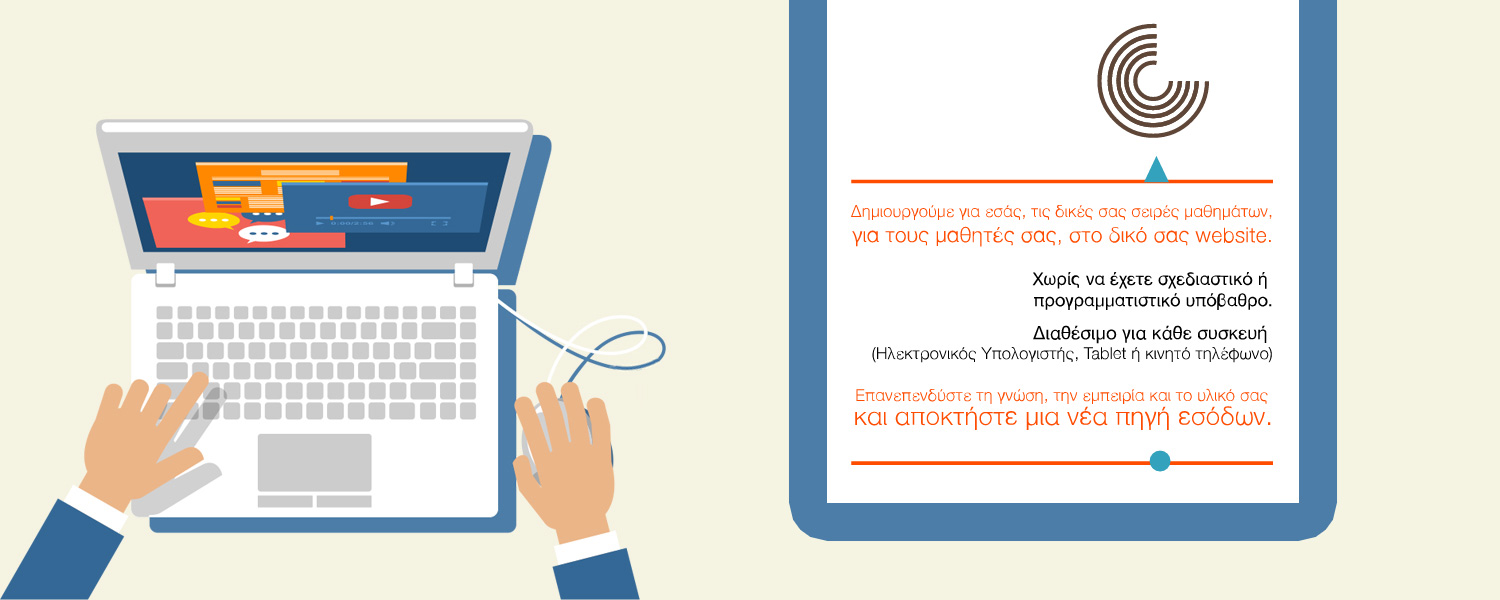 Δημιουργούμε για εσάς, τις δικές σας σειρές μαθημάτων,
για τους μαθητές σας, στο δικό σας website.
Χωρίς να έχετε σχεδιαστικό ή
προγραμματιστικό υπόβαθρο.
Διαθέσιμο για κάθε συσκευή
(Ηλεκτρονικός Υπολογιστής, Tablet ή κινητό τηλέφωνο)
Επανεπενδύστε τη γνώση, την εμπειρία και το υλικό σας
και αποκτήστε μια νέα πηγή εσόδων.